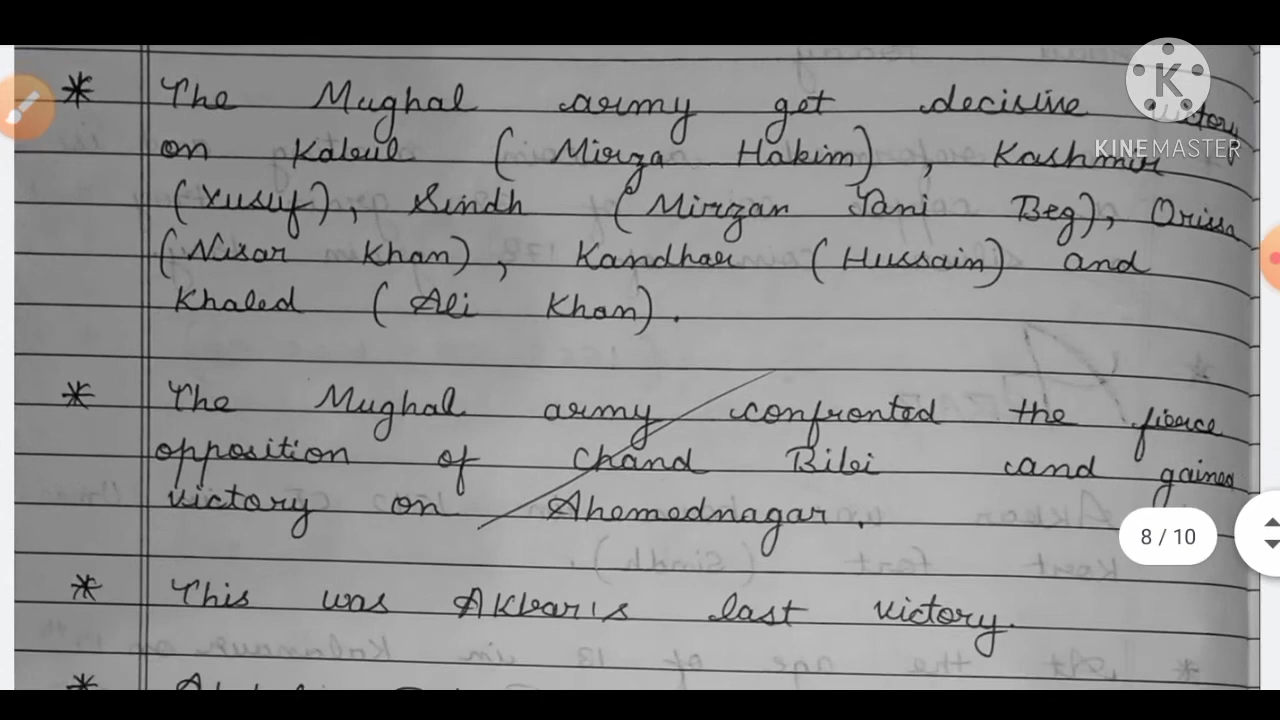 * The Mughal army get decisive victory
on Kabul (Mirza Hakim), Kashmir
(Yusuf), Sindh (Mirzan Jani Beg), Orissa
(Nisar Khan), Kandhar (Hussain) and
Khaled (Ali Khan).
* The Mughal army confronted the fierce
opposition of Chand Bibi and gained
victory on Ahemednagar.
* This was Akbar's last victory.
K
KINEMASTER
8 / 10